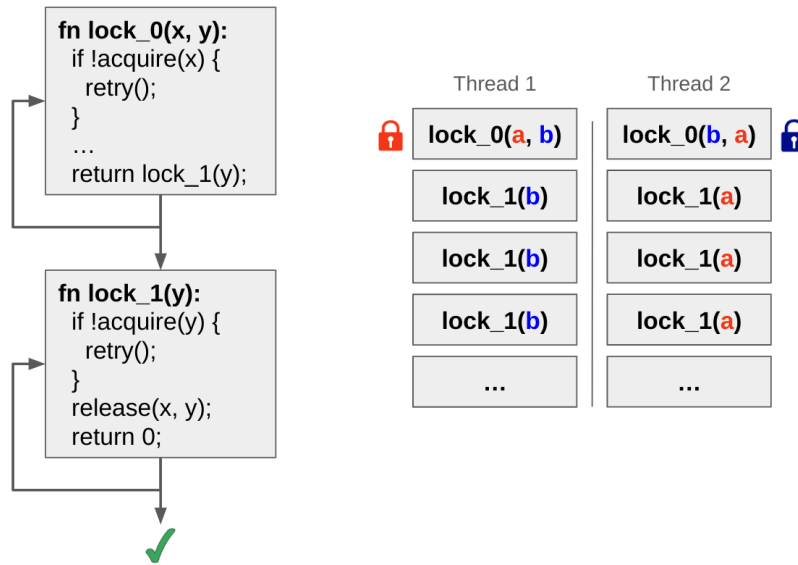 fn lock_0(x, y):
if !acquire(x) {
retry();
}
…
return lock_1(y);
fn lock_1(y):
if !acquire(y) {
retry();
}
release(x, y);
return 0;
Thread 1
Thread 2
lock_0(a, b)
lock_0(b, a)
lock_1(b)
lock_1(a)
lock_1(b)
lock_1(a)
lock_1(b)
lock_1(a)
...
...